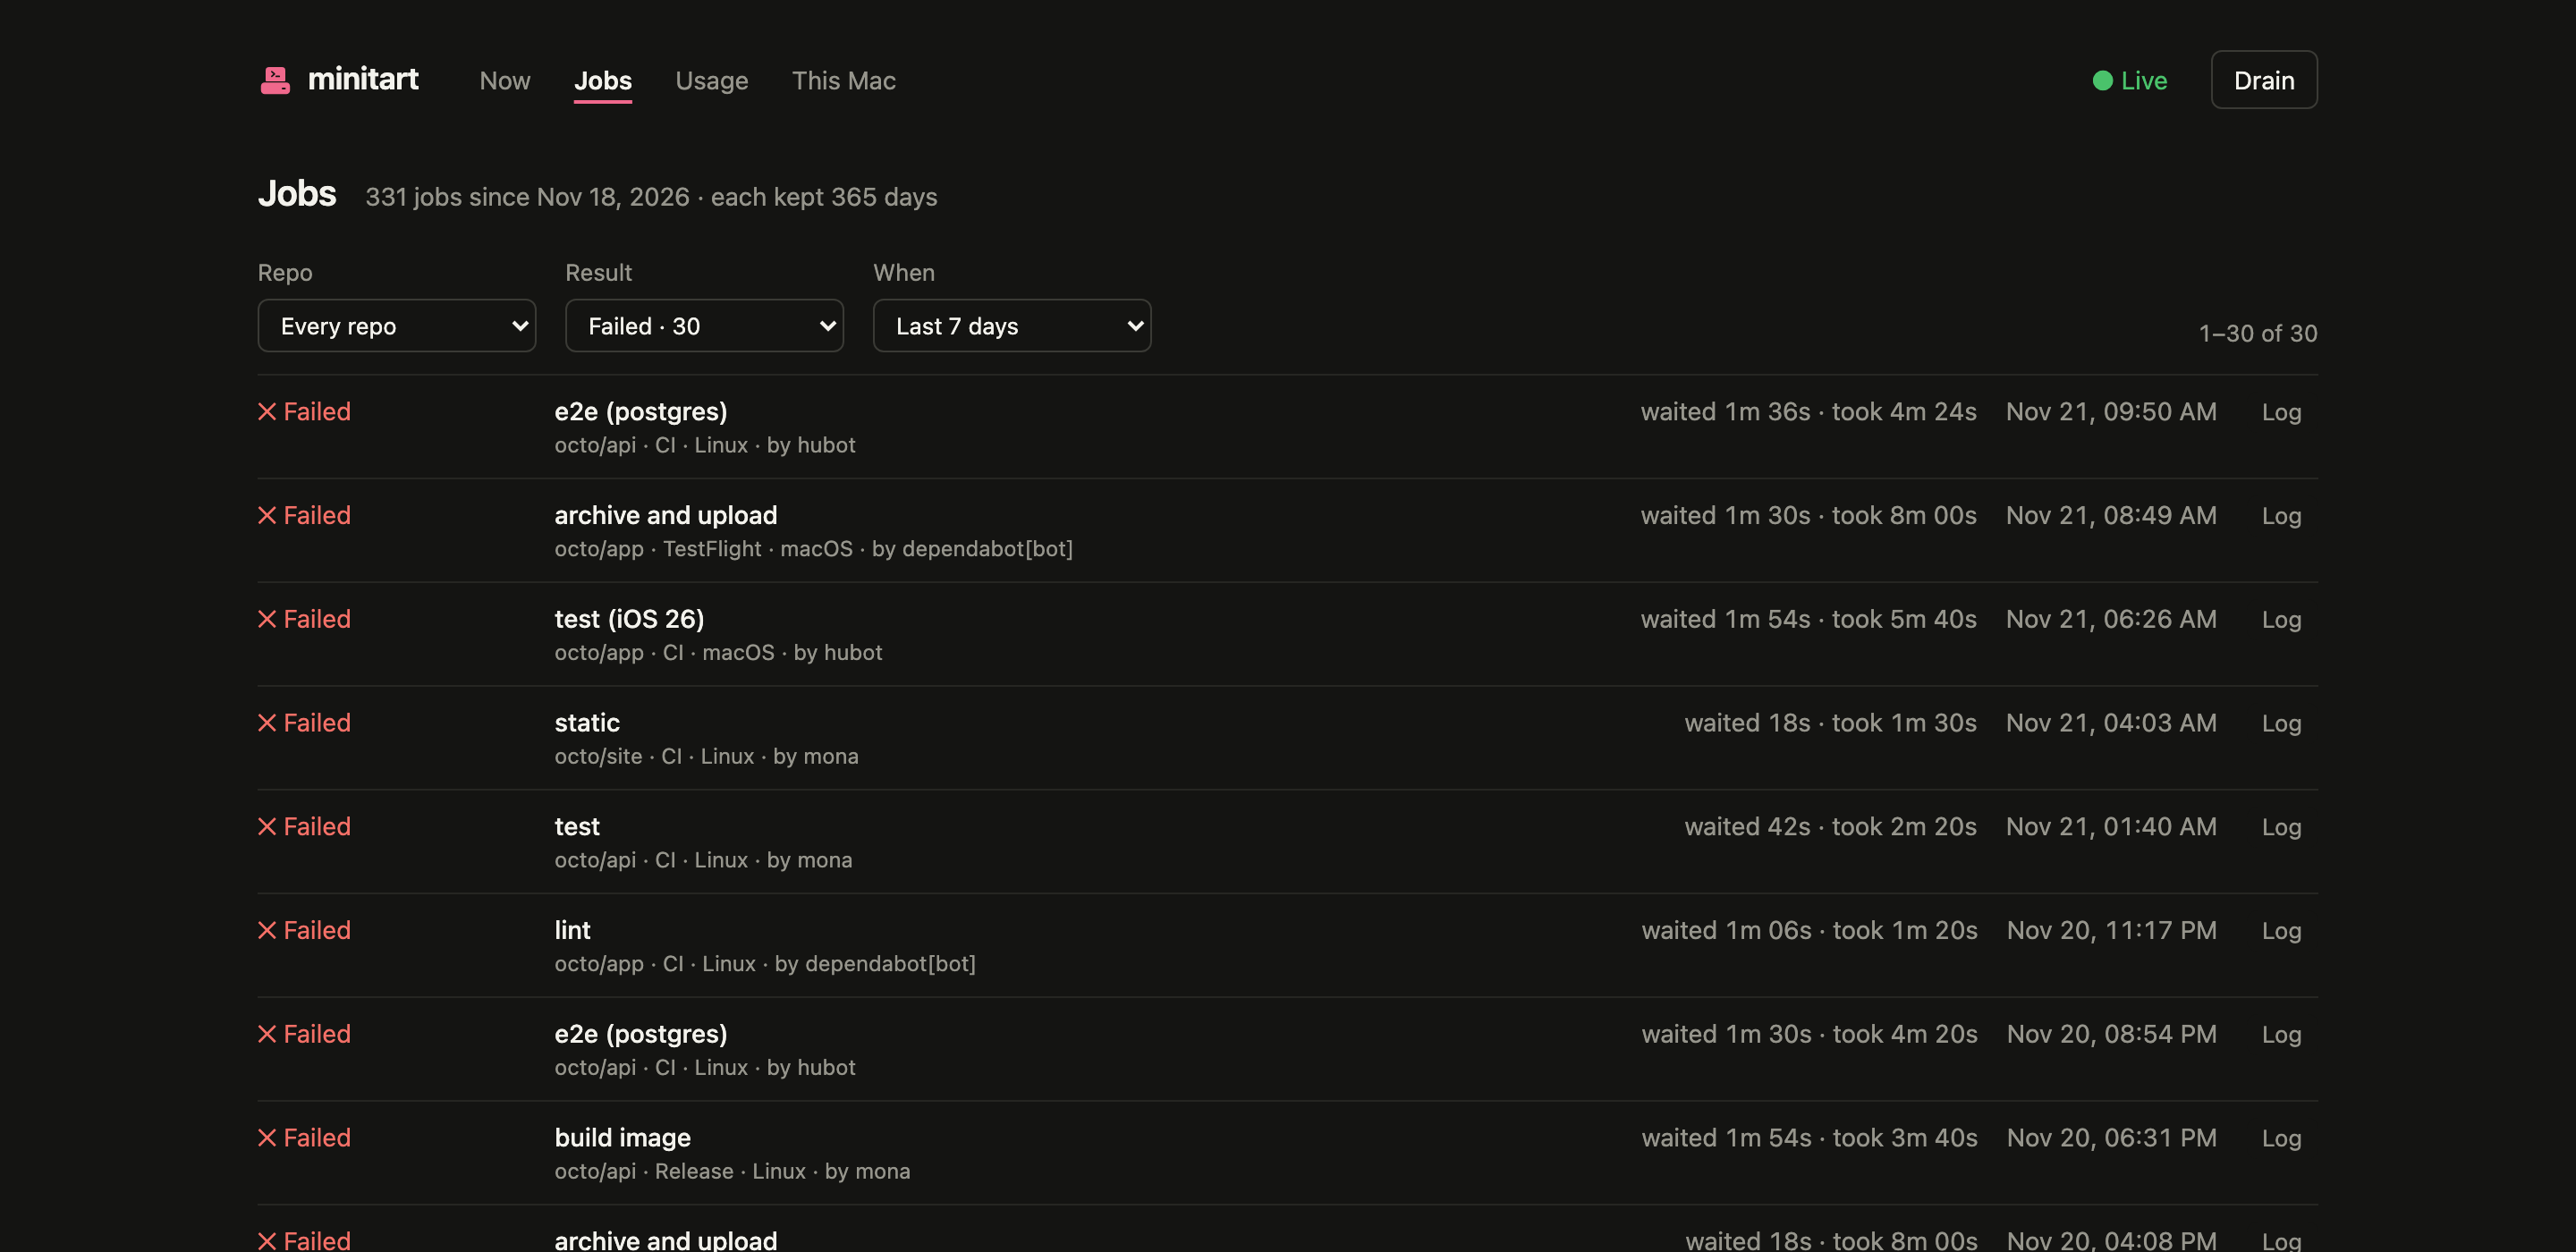 minitart Now Jobs Usage This Mac Live Drain
Jobs 331 jobs since Nov 18, 2026 · each kept 365 days
Repo Result When
Every repo Failed · 30 Last 7 days 1–30 of 30
Failed e2e (postgres) waited 1m 36s · took 4m 24s Nov 21, 09:50 AM Log
octo/api · CI · Linux · by hubot
Failed archive and upload waited 1m 30s · took 8m 00s Nov 21, 08:49 AM Log
octo/app · TestFlight · macOS · by dependabot[bot]
Failed test (iOS 26) waited 1m 54s · took 5m 40s Nov 21, 06:26 AM Log
octo/app · CI · macOS · by hubot
Failed static waited 18s · took 1m 30s Nov 21, 04:03 AM Log
octo/site · CI · Linux · by mona
Failed test waited 42s · took 2m 20s Nov 21, 01:40 AM Log
octo/api · CI · Linux · by mona
Failed lint waited 1m 06s · took 1m 20s Nov 20, 11:17 PM Log
octo/app · CI · Linux · by dependabot[bot]
Failed e2e (postgres) waited 1m 30s · took 4m 20s Nov 20, 08:54 PM Log
octo/api · CI · Linux · by hubot
Failed build image waited 1m 54s · took 3m 40s Nov 20, 06:31 PM Log
octo/api · Release · Linux · by mona
Failed archive and upload waited 18s · took 8m 00s Nov 20, 04:08 PM Log